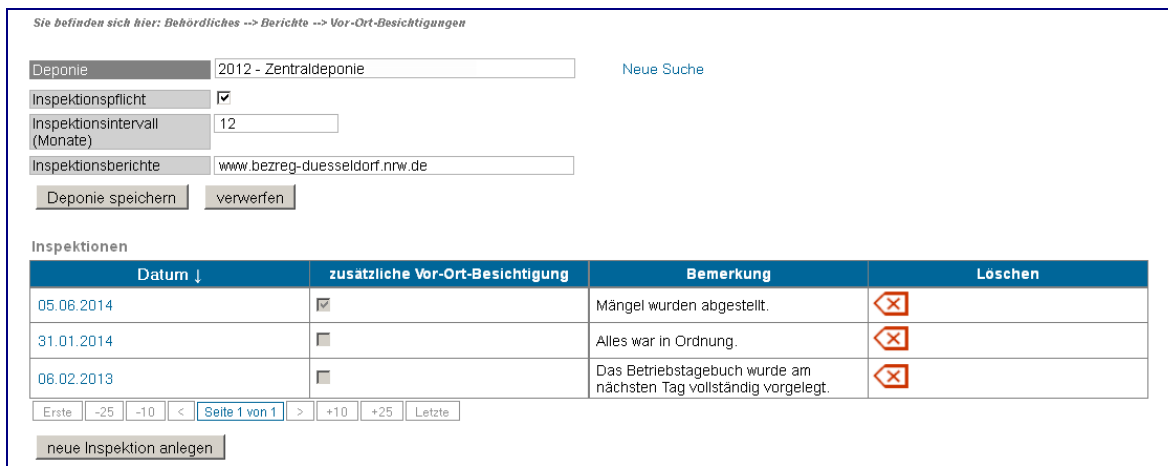 Sie befinden sich hier: Behördliches --> Berichte --> Vor-Ort-Besichtigungen
Deponie 2012 - Zentraldeponie Neue Suche
Inspektionspflicht
Inspektionsintervall (Monate) 12
Inspektionsberichte www.bezreg-duesseldorf.nrw.de
Deponie speichern verwerfen
Inspektionen
Datum ↓ zusätzliche Vor-Ort-Besichtigung Bemerkung Löschen
05.06.2014 Mängel wurden abgestellt.
31.01.2014 Alles war in Ordnung.
06.02.2013 Das Betriebstagebuch wurde am
nächsten Tag vollständig vorgelegt.
Erste -25 -10 < Seite 1 von 1 > +10 +25 Letzte
neue Inspektion anlegen